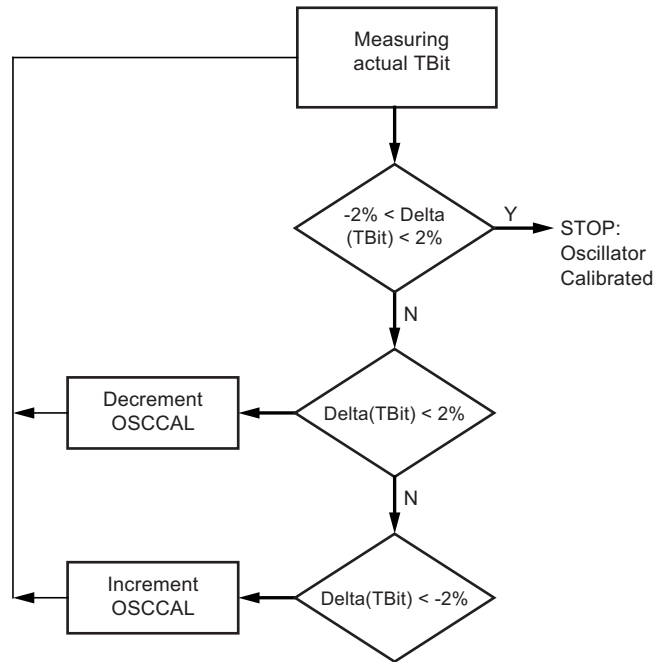 Measuring
actual TBit
-2% < Delta
(TBit) < 2%
Y
STOP:
Oscillator
Calibrated
N
Decrement
OSCCAL
Delta(TBit) < 2%
N
Increment
OSCCAL
Delta(TBit) < -2%